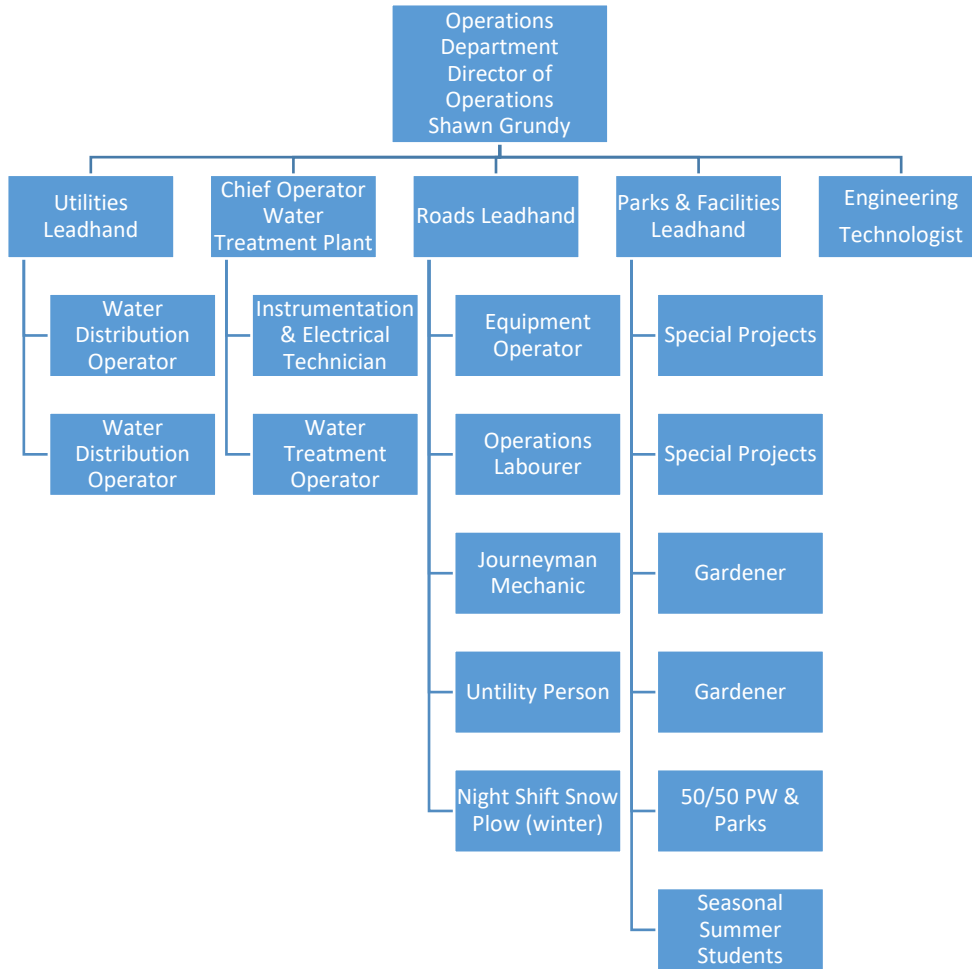 Operations
Department
Director of
Operations
Shawn Grundy
Utilities
Leadhand
Chief Operator
Water
Treatment Plant
Roads Leadhand
Parks & Facilities
Leadhand
Engineering
Technologist
Water
Distribution
Operator
Water
Distribution
Operator
Instrumentation
& Electrical
Technician
Water
Treatment
Operator
Equipment
Operator
Operations
Labourer
Journeyman
Mechanic
Untility Person
Night Shift Snow
Plow (winter)
Special Projects
Special Projects
Gardener
Gardener
50/50 PW &
Parks
Seasonal
Summer
Students